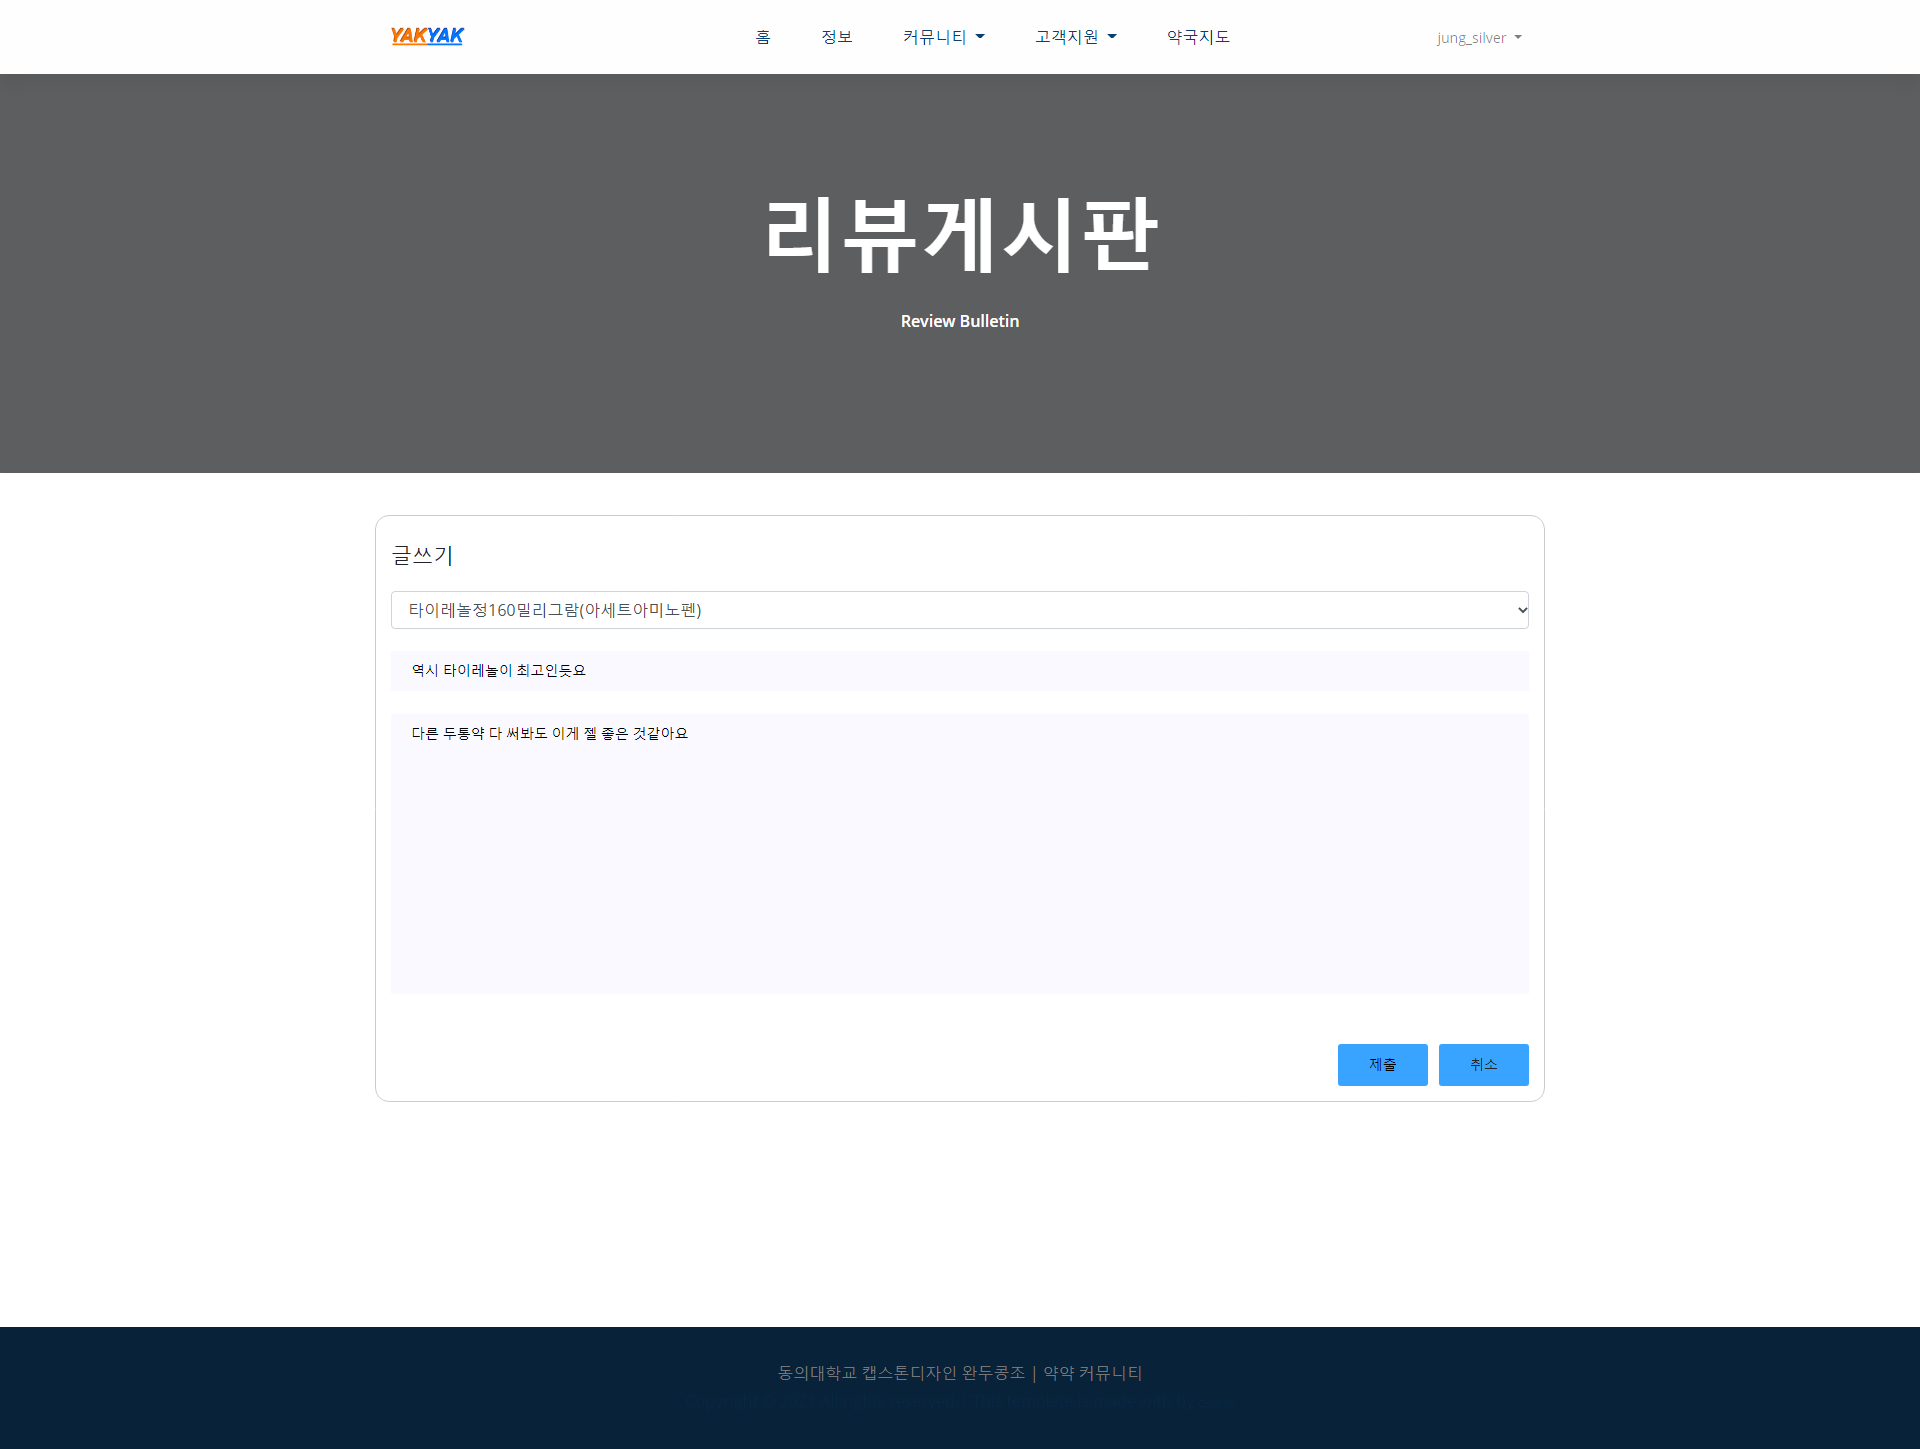 YAKYAK
홈 정보 커뮤니티 고객지원 약국지도 jung_silver
리뷰게시판
Review Bulletin
글쓰기
타이레놀정160밀리그람(아세트아미노펜)
역시 타이레놀이 최고인듯요
다른 두통약 다 써봐도 이게 젤 좋은 것같아요
제출 취소
동의대학교 캡스톤디자인 완두콩조 | 약약 커뮤니티